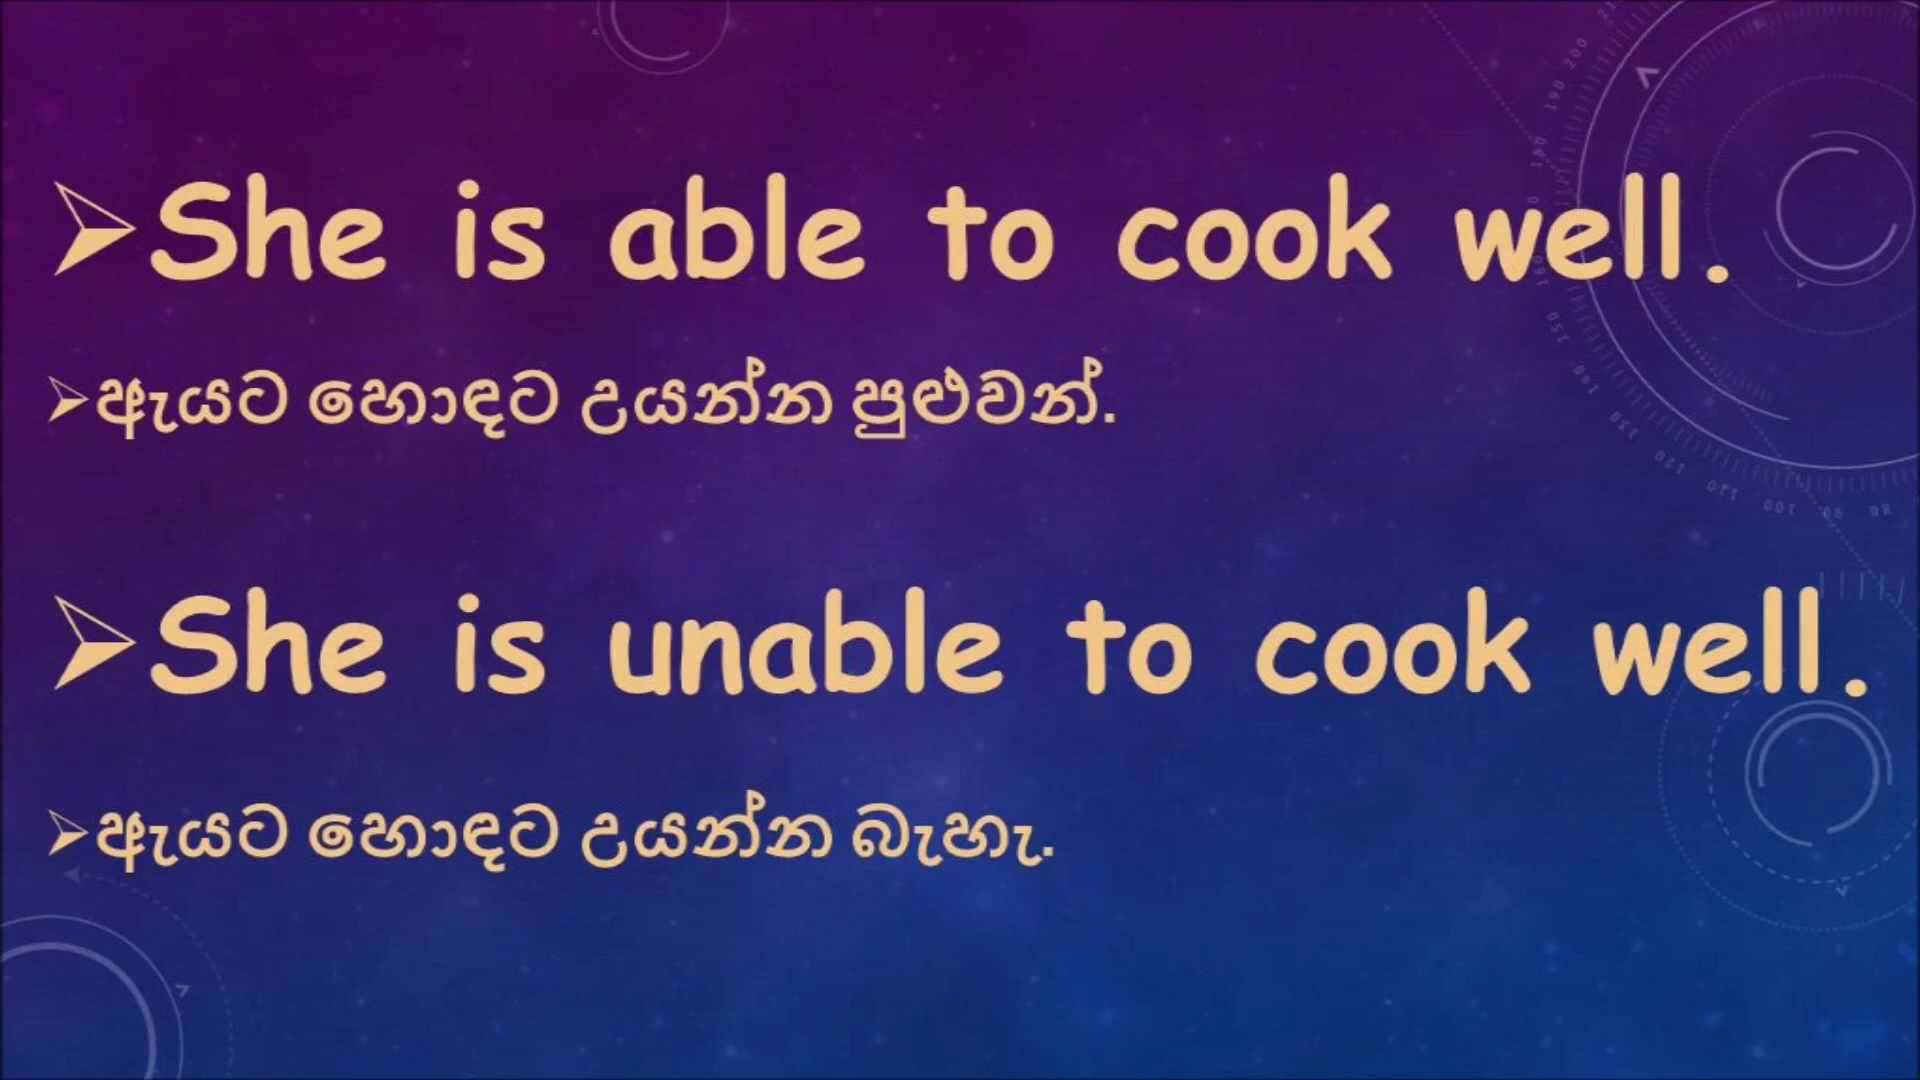 ➢She is able to cook well.
➢ඇයට හොඳට උයන්න පුළුවන්.
➢She is unable to cook well.
➢ඇයට හොඳට උයන්න බැහැ.